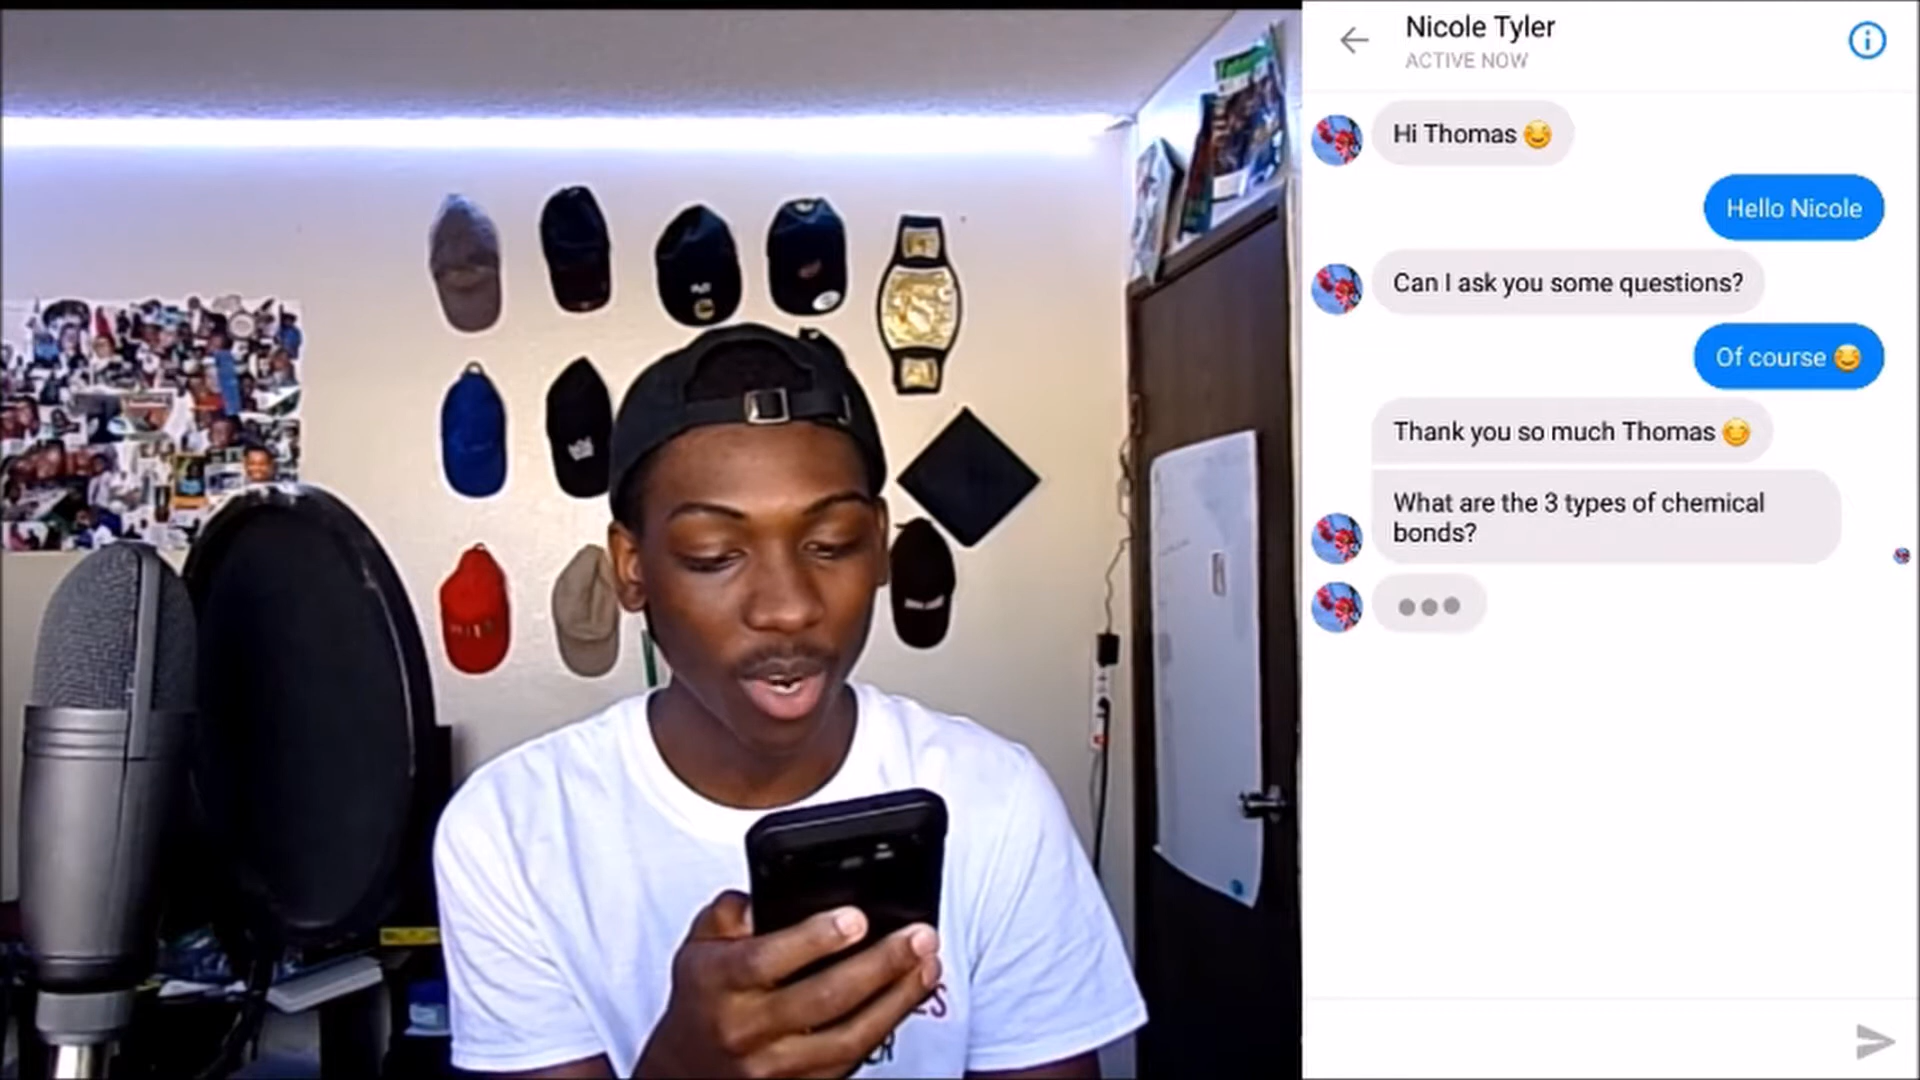 Nicole Tyler
ACTIVE NOW
Hi Thomas 😊
Hello Nicole
Can I ask you some questions?
Of course 😊
Thank you so much Thomas 😊
What are the 3 types of chemical
bonds?